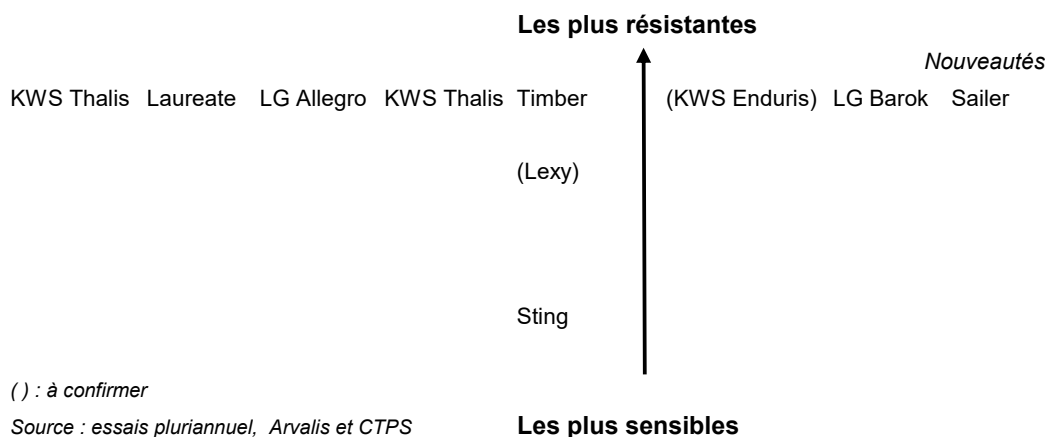 Les plus résistantes
Nouveautés
KWS Thalis Laureate LG Allegro KWS Thalis Timber (KWS Enduris) LG Barok Sailer
(Lexy)
Sting
( ) : à confirmer
Source : essais pluriannuel, Arvalis et CTPS
Les plus sensibles